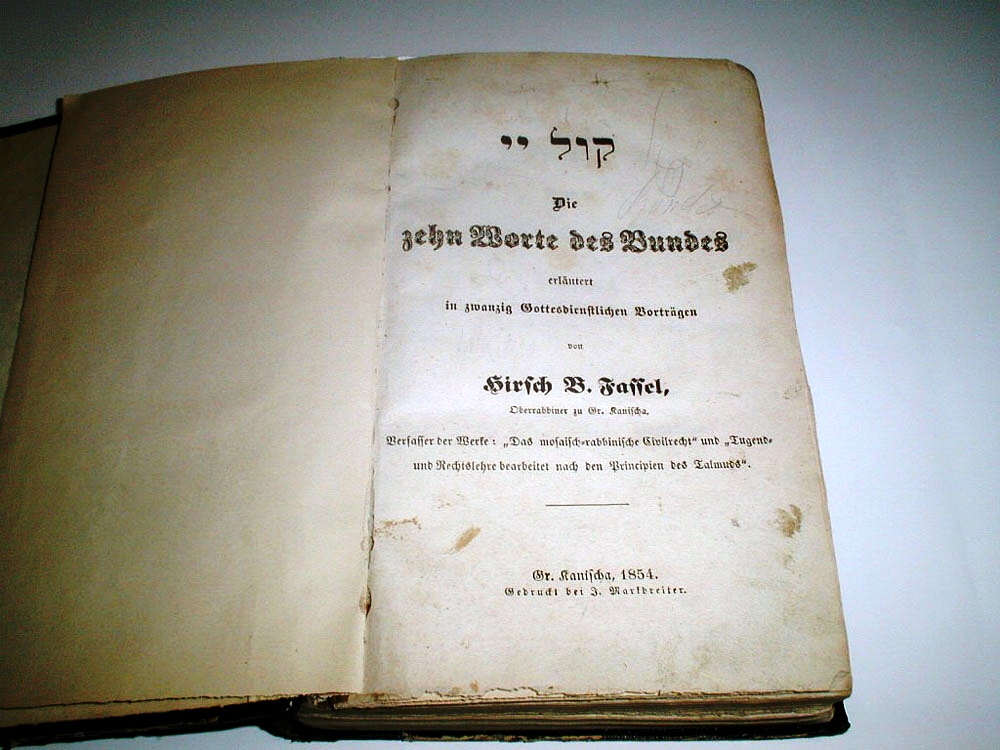 קול יי
Die
zehn Worte des Bundes
erläutert
in zwanzig Gottesdienstlichen Vorträgen
von
Hirsch B. Fassel,
Oberrabbiner zu Gr. Kanischa,
Verfasser der Werke: „Das mosaisch-rabbinische Civilrecht“ und „Tugend-
und Rechtslehre bearbeitet nach den Principien des Talmuds“.
Gr. Kanischa, 1854.
Gedruckt bei J. Markbreiter.